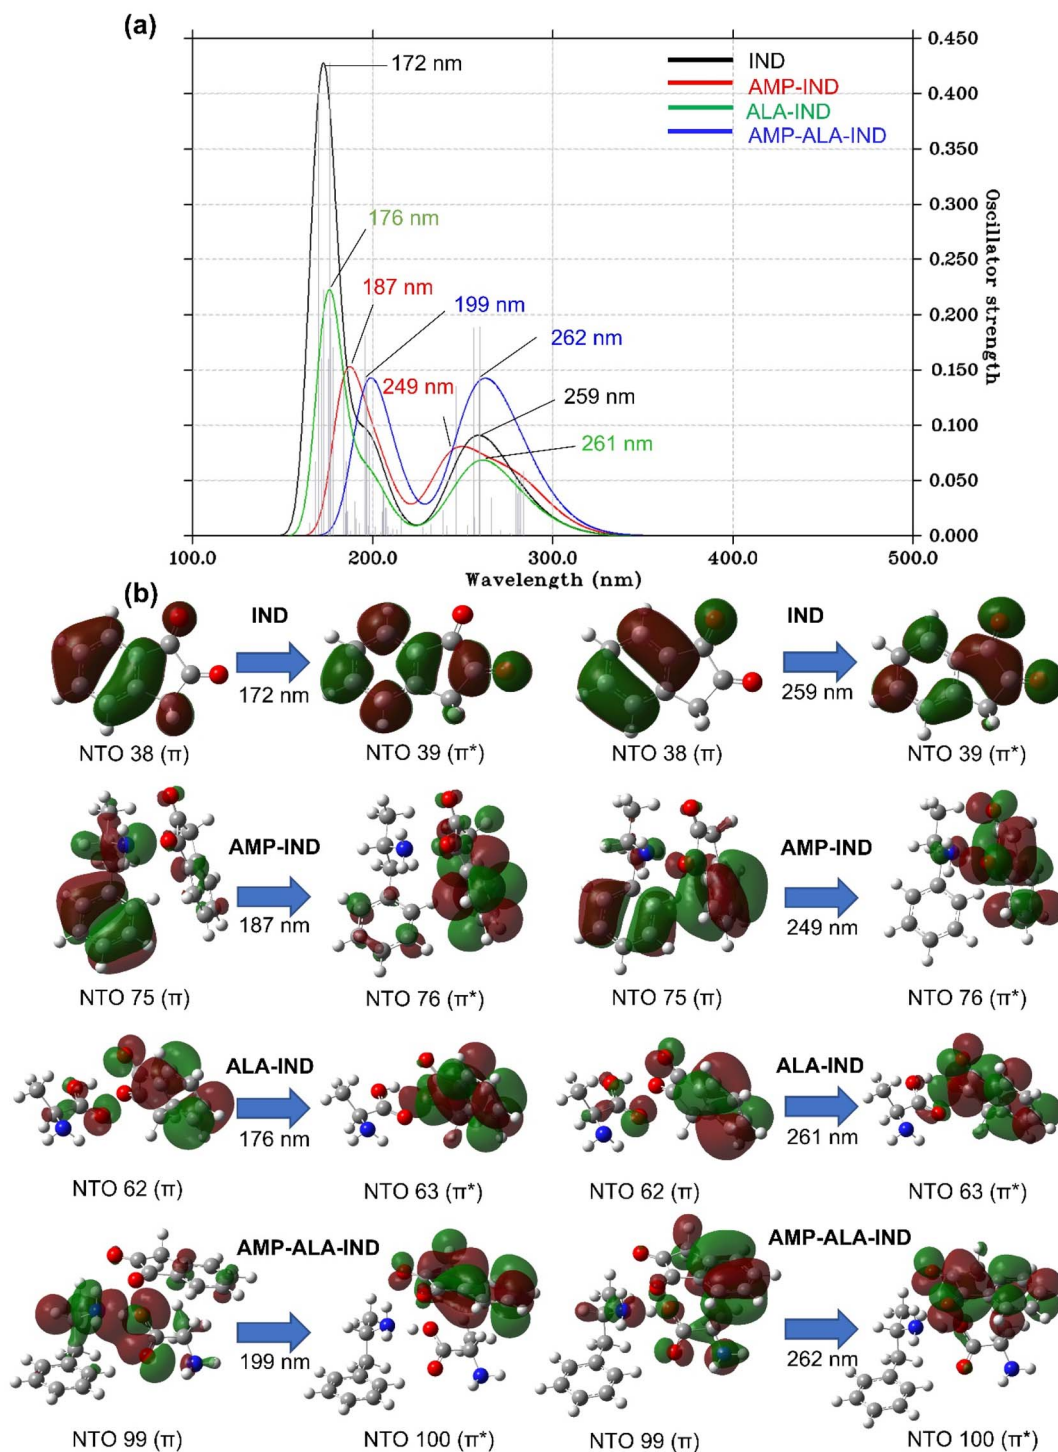 (a)
172 nm
176 nm
187 nm
199 nm
249 nm
262 nm
259 nm
261 nm
IND
AMP-IND
ALA-IND
AMP-ALA-IND
0.450
0.400
0.350
0.300
0.250
0.200
0.150
0.100
0.050
0.000
Oscillator strength
100.0 200.0 300.0 400.0 500.0
Wavelength (nm)
(b)
IND
172 nm
NTO 38 (π) NTO 39 (π*)
IND
259 nm
NTO 38 (π) NTO 39 (π*)
AMP-IND
187 nm
NTO 75 (π) NTO 76 (π*)
AMP-IND
249 nm
NTO 75 (π) NTO 76 (π*)
ALA-IND
176 nm
NTO 62 (π) NTO 63 (π*)
ALA-IND
261 nm
NTO 62 (π) NTO 63 (π*)
AMP-ALA-IND
199 nm
NTO 99 (π) NTO 100 (π*)
AMP-ALA-IND
262 nm
NTO 99 (π) NTO 100 (π*)